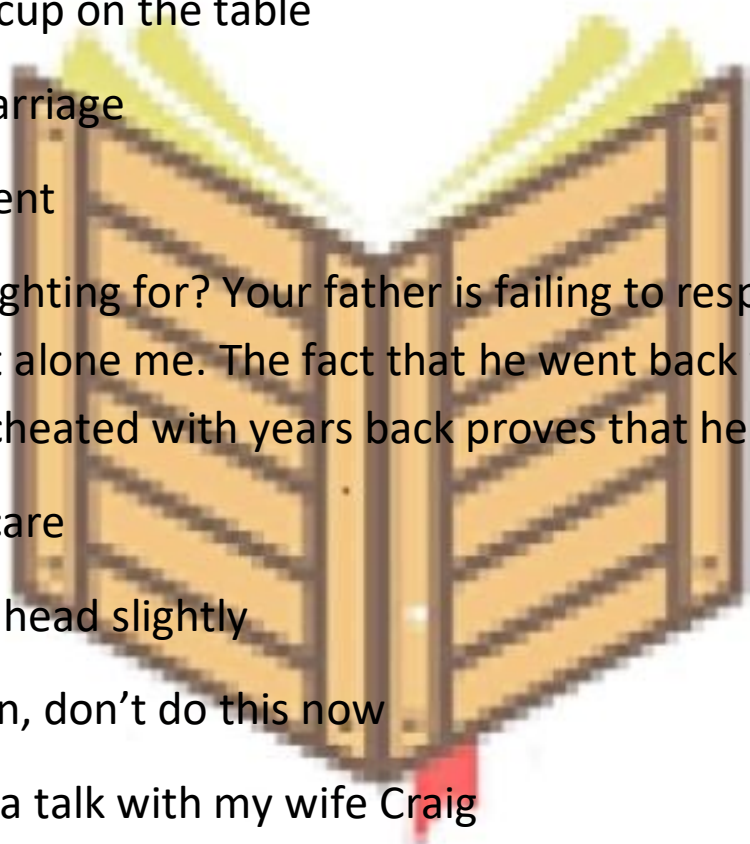 cup on the table
arriage
ent
ghting for? Your father is failing to resp
t alone me. The fact that he went back
cheated with years back proves that he
care
head slightly
n, don’t do this now
a talk with my wife Craig